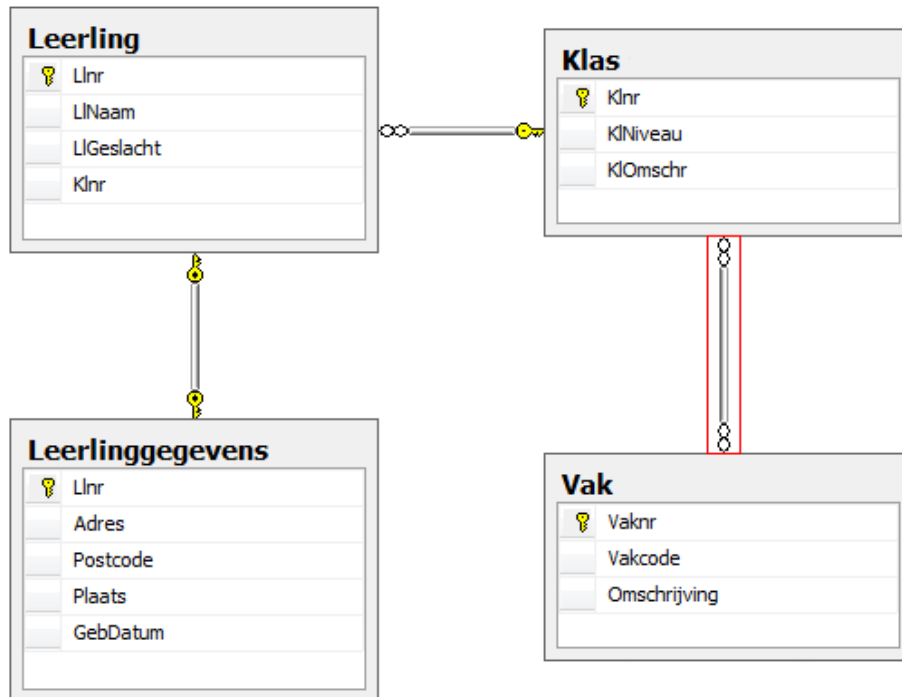 Leerling
Llnr
LlNaam
LlGeslacht
Klnr
Klas
Klnr
KlNiveau
KlOmschr
Leerlinggegevens
Llnr
Adres
Postcode
Plaats
GebDatum
Vak
Vaknr
Vakcode
Omschrijving